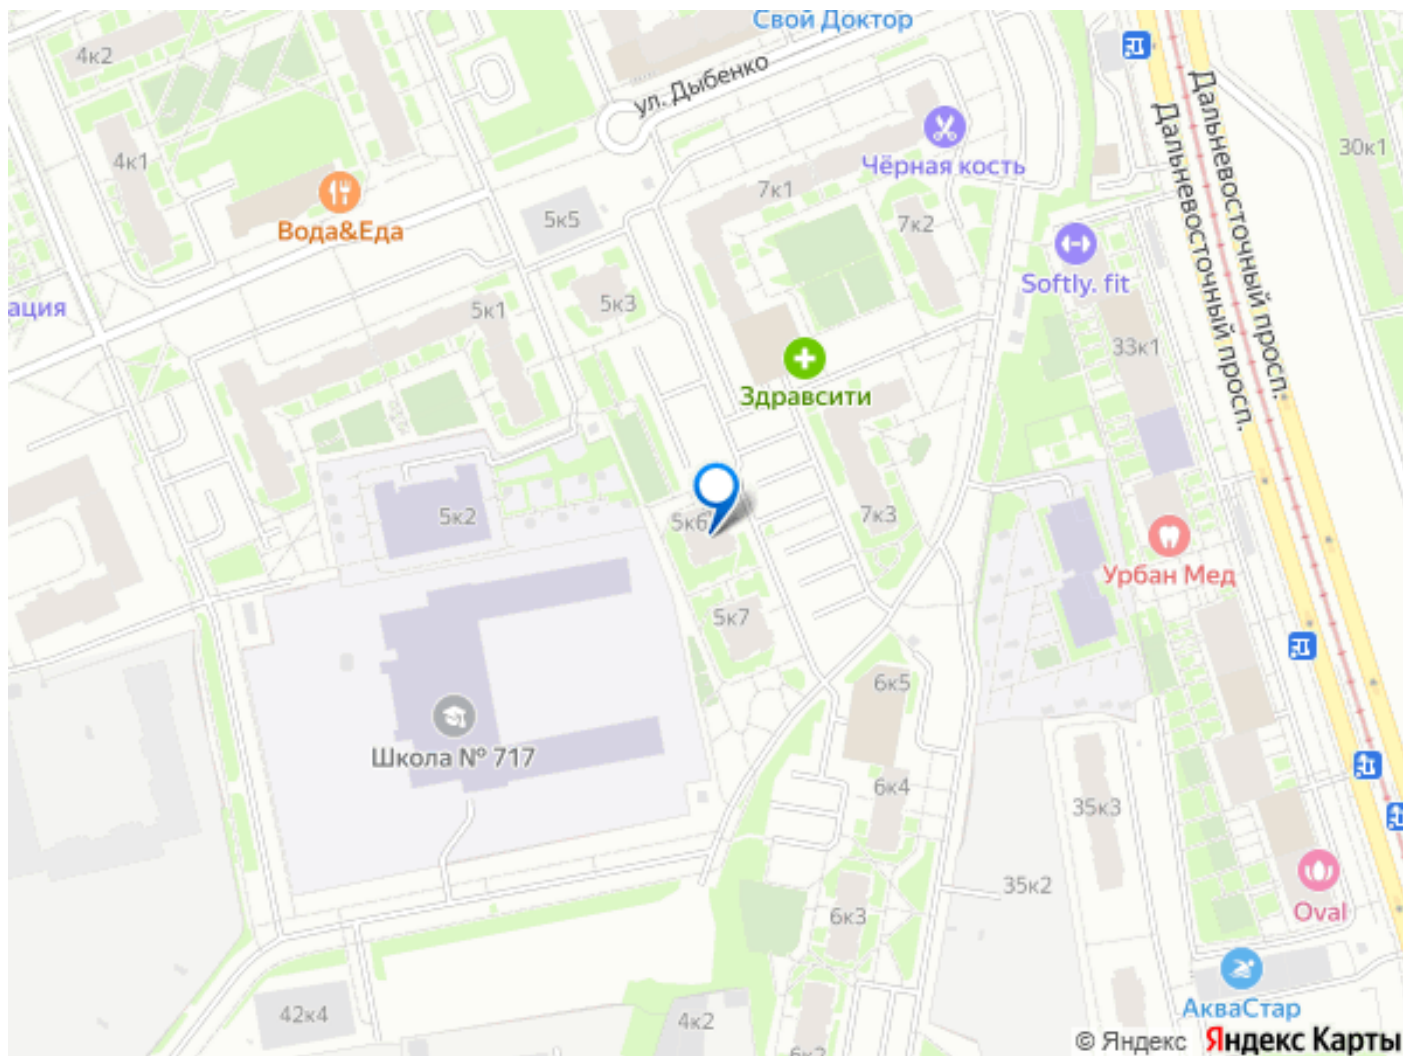 Свой Доктор
4к2
ул. Дыбенко
Дальневосточный просп.
Дальневосточный просп.
4к1
Чёрная кость
30к1
7к1
Вода&Еда
5к5
7к2
Softly. fit
ация
5к1
5к3
33к1
Здравсити
5к2
5к6
7к3
Урбан Мед
5к7
6к5
Школа № 717
6к4
35к3
35к2
6к3
Oval
АкваСтар
42к4
4к2
6к2
© Яндекс Яндекс Карты